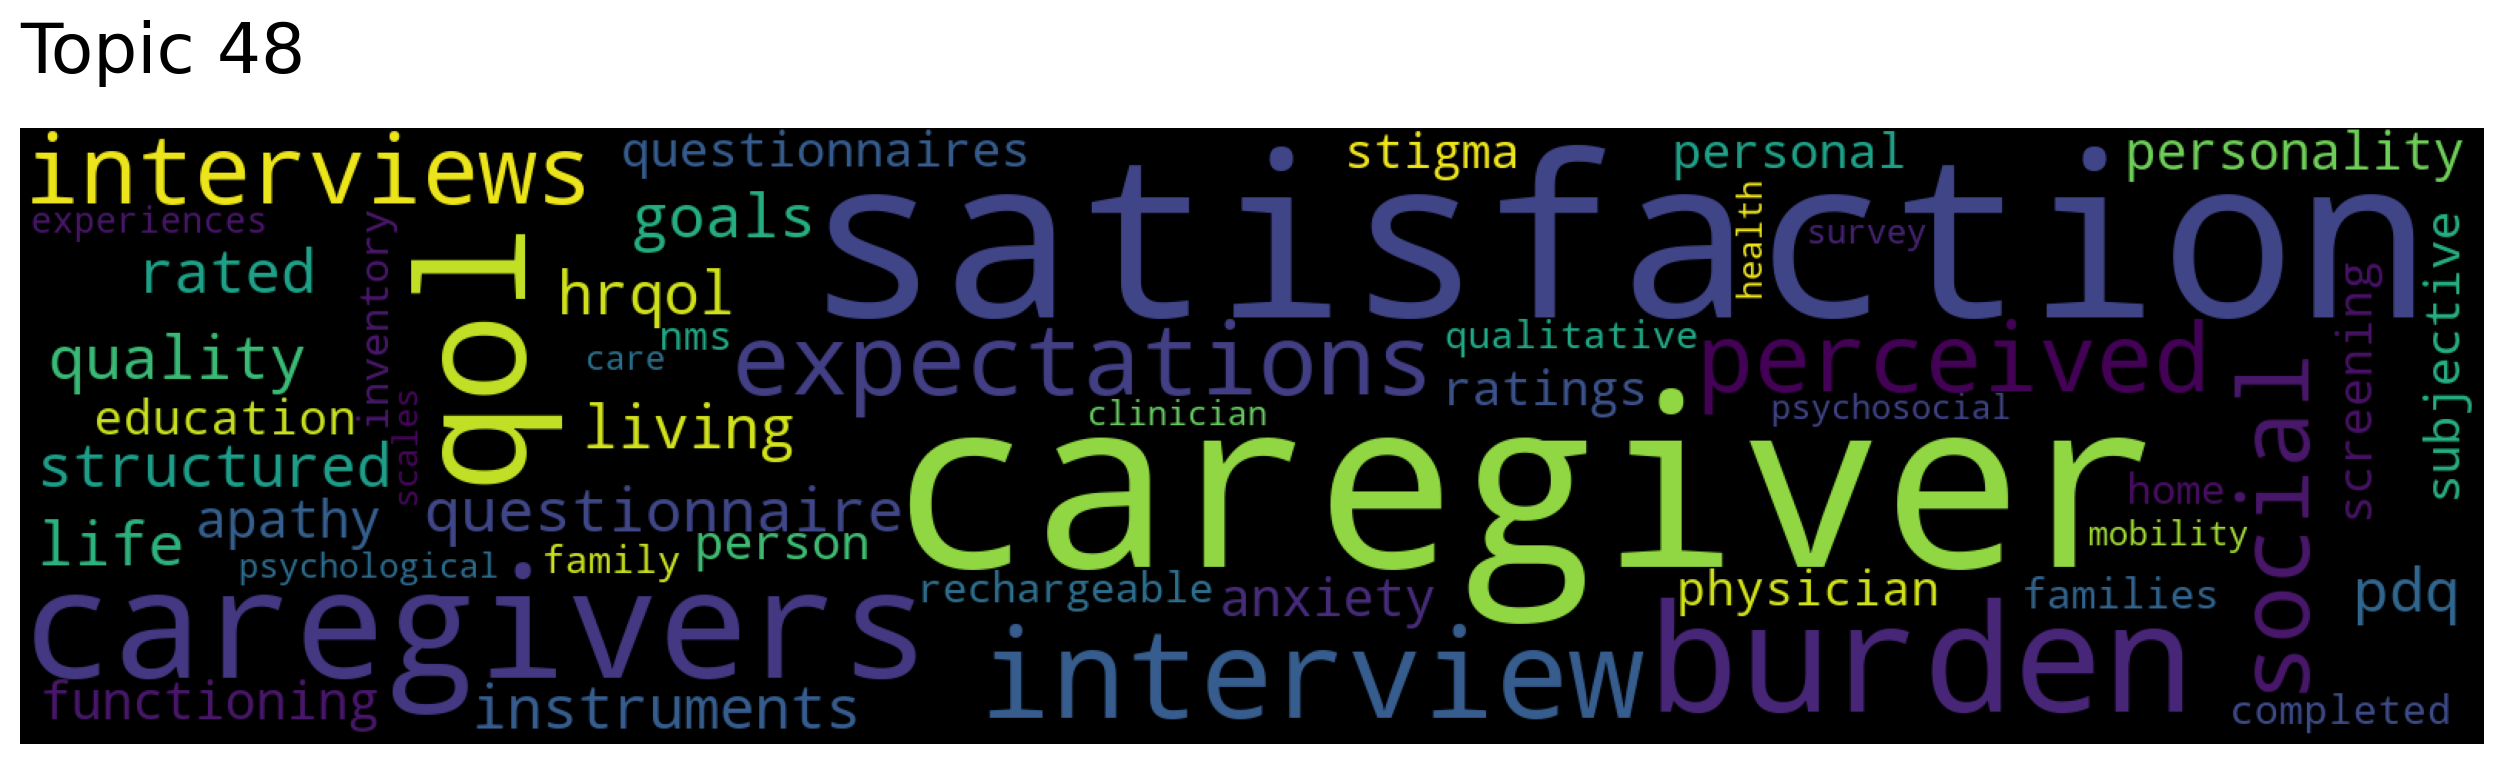 Topic 48
interviews
questionnaires
stigma
personal
personality
experiences
goals
satisfaction
health
survey
subjective
rated
inventory
qol
hrqol
screening
quality
care
nms
expectations
qualitative
perceived
ratings
psychosocial
social
education
scales
living
clinician
caregiver
structured
questionnaire
home
mobility
life
apathy
person
psychological
family
caregivers
rechargeable
anxiety
physician
families
pdq
interview
burden
functioning
instruments
completed